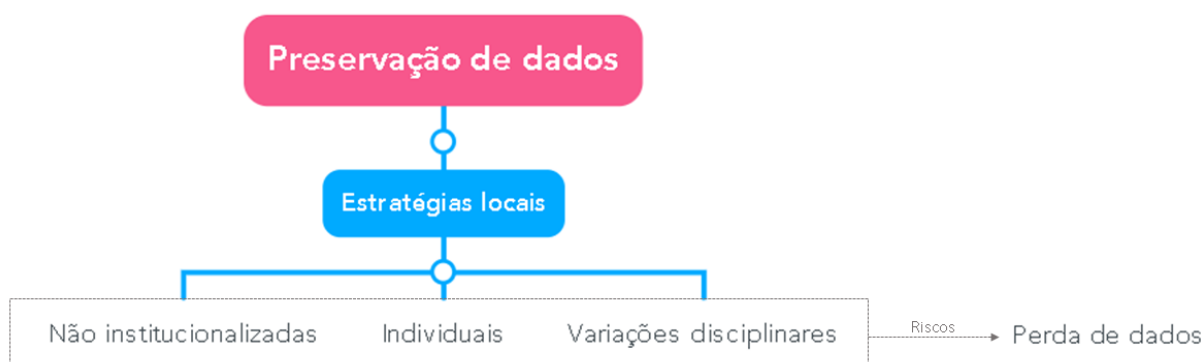 Preservação de dados
Estratégias locais
Não institucionalizadas
Individuais
Variações disciplinares
Riscos
Perda de dados